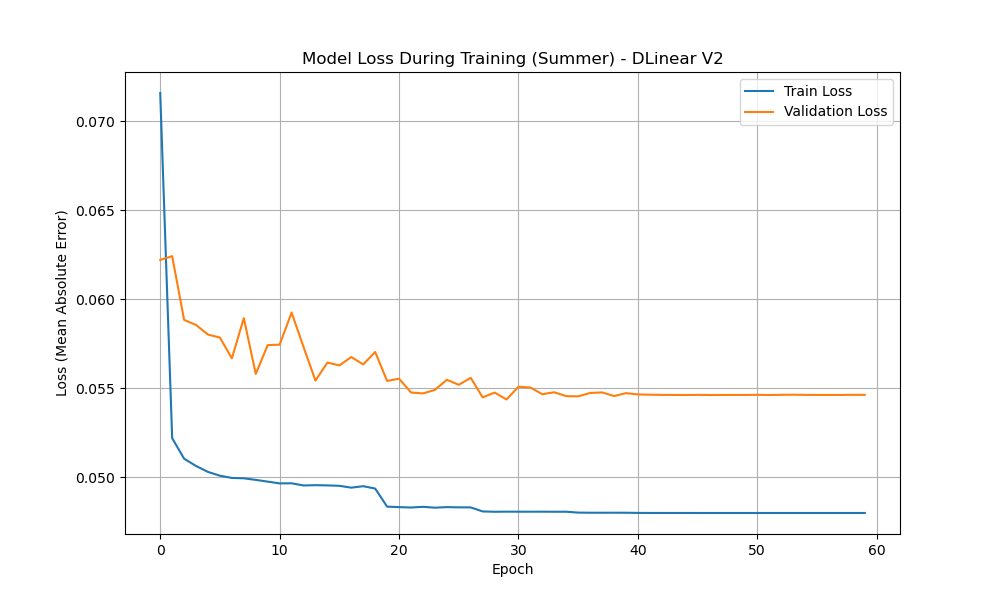 Model Loss During Training (Summer) - DLinear V2
Train Loss
Validation Loss
Loss (Mean Absolute Error)
0.070
0.065
0.060
0.055
0.050
0 10 20 30 40 50 60
Epoch